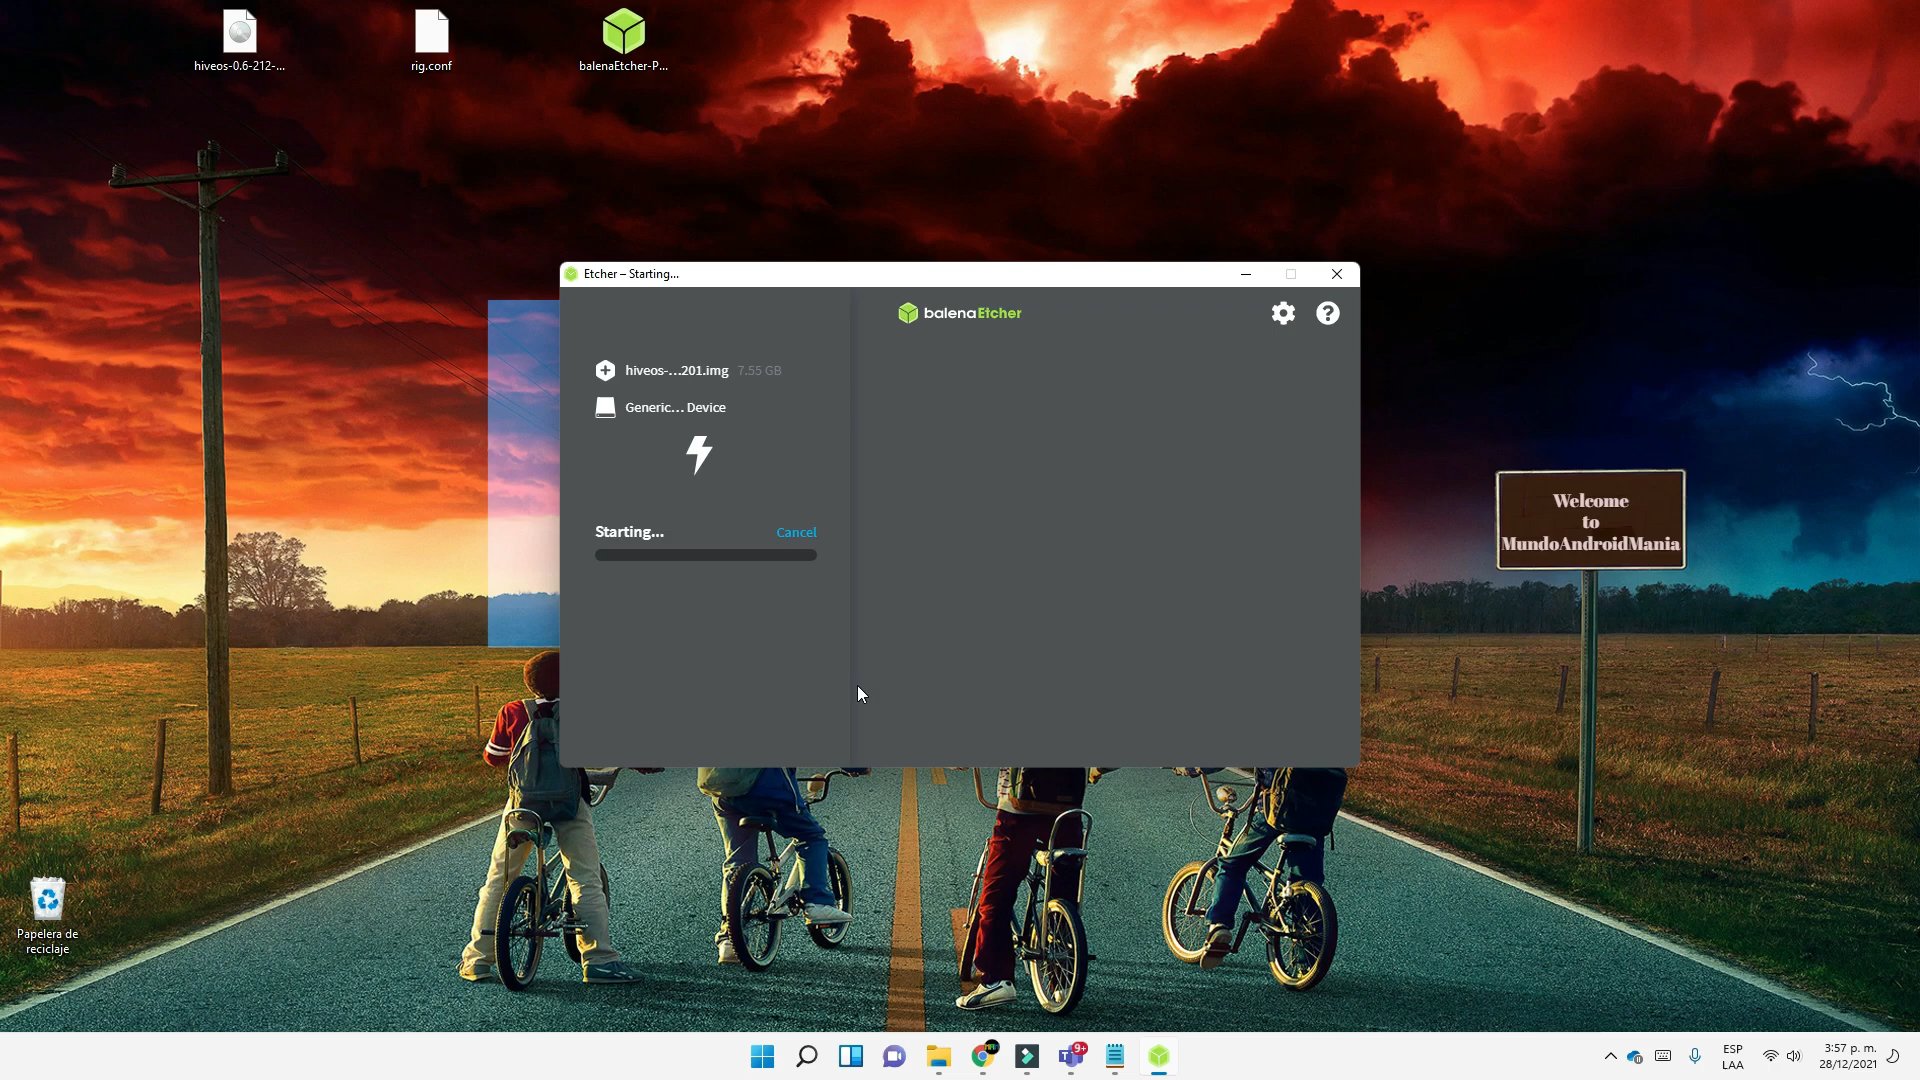 hiveos-0.6-212-...
rig.conf
balenaEtcher-P...
Etcher – Starting...
balenaEtcher
hiveos-...201.img 7.55 GB
Generic... Device
Starting...
Cancel
Welcome
to
MundoAndroidMania
Papelera de
reciclaje
9+
ESP
LAA
3:57 p. m.
28/12/2021